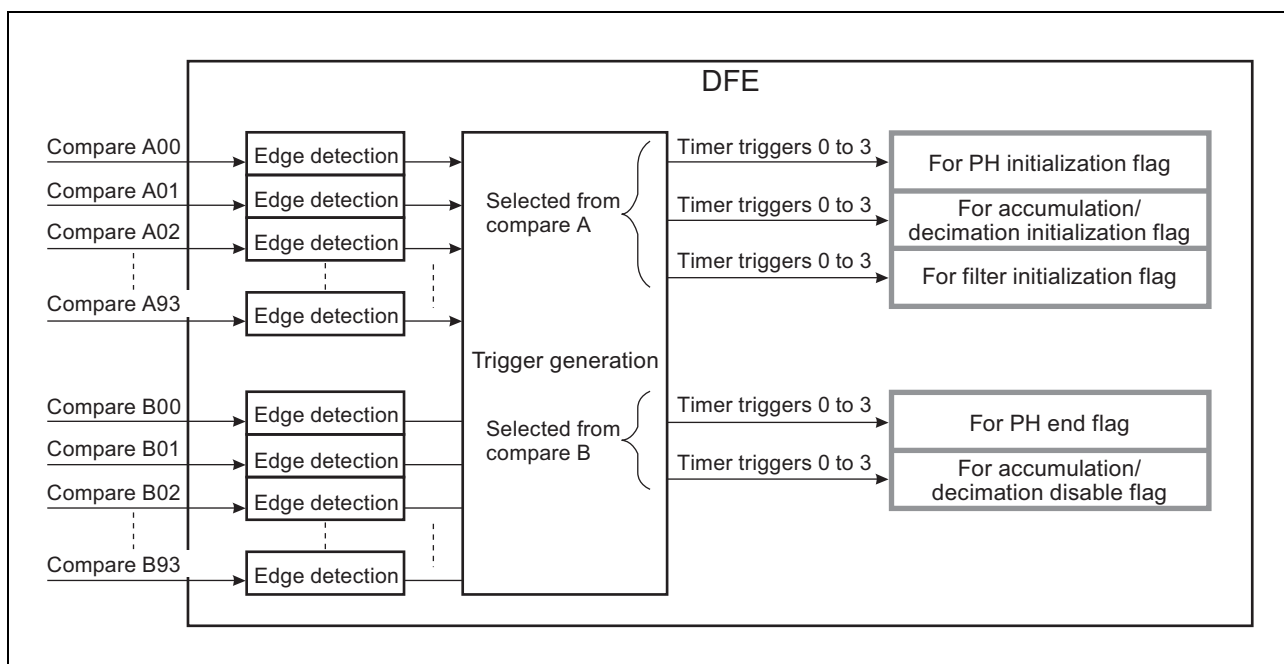 DFE
Compare A00
Edge detection
Timer triggers 0 to 3
For PH initialization flag
Compare A01
Edge detection
Selected from
compare A
Timer triggers 0 to 3
For accumulation/
decimation initialization flag
Compare A02
Edge detection
Timer triggers 0 to 3
For filter initialization flag
Compare A93
Edge detection
Trigger generation
Compare B00
Edge detection
Timer triggers 0 to 3
For PH end flag
Compare B01
Edge detection
Selected from
compare B
Timer triggers 0 to 3
For accumulation/
decimation disable flag
Compare B02
Edge detection
Compare B93
Edge detection